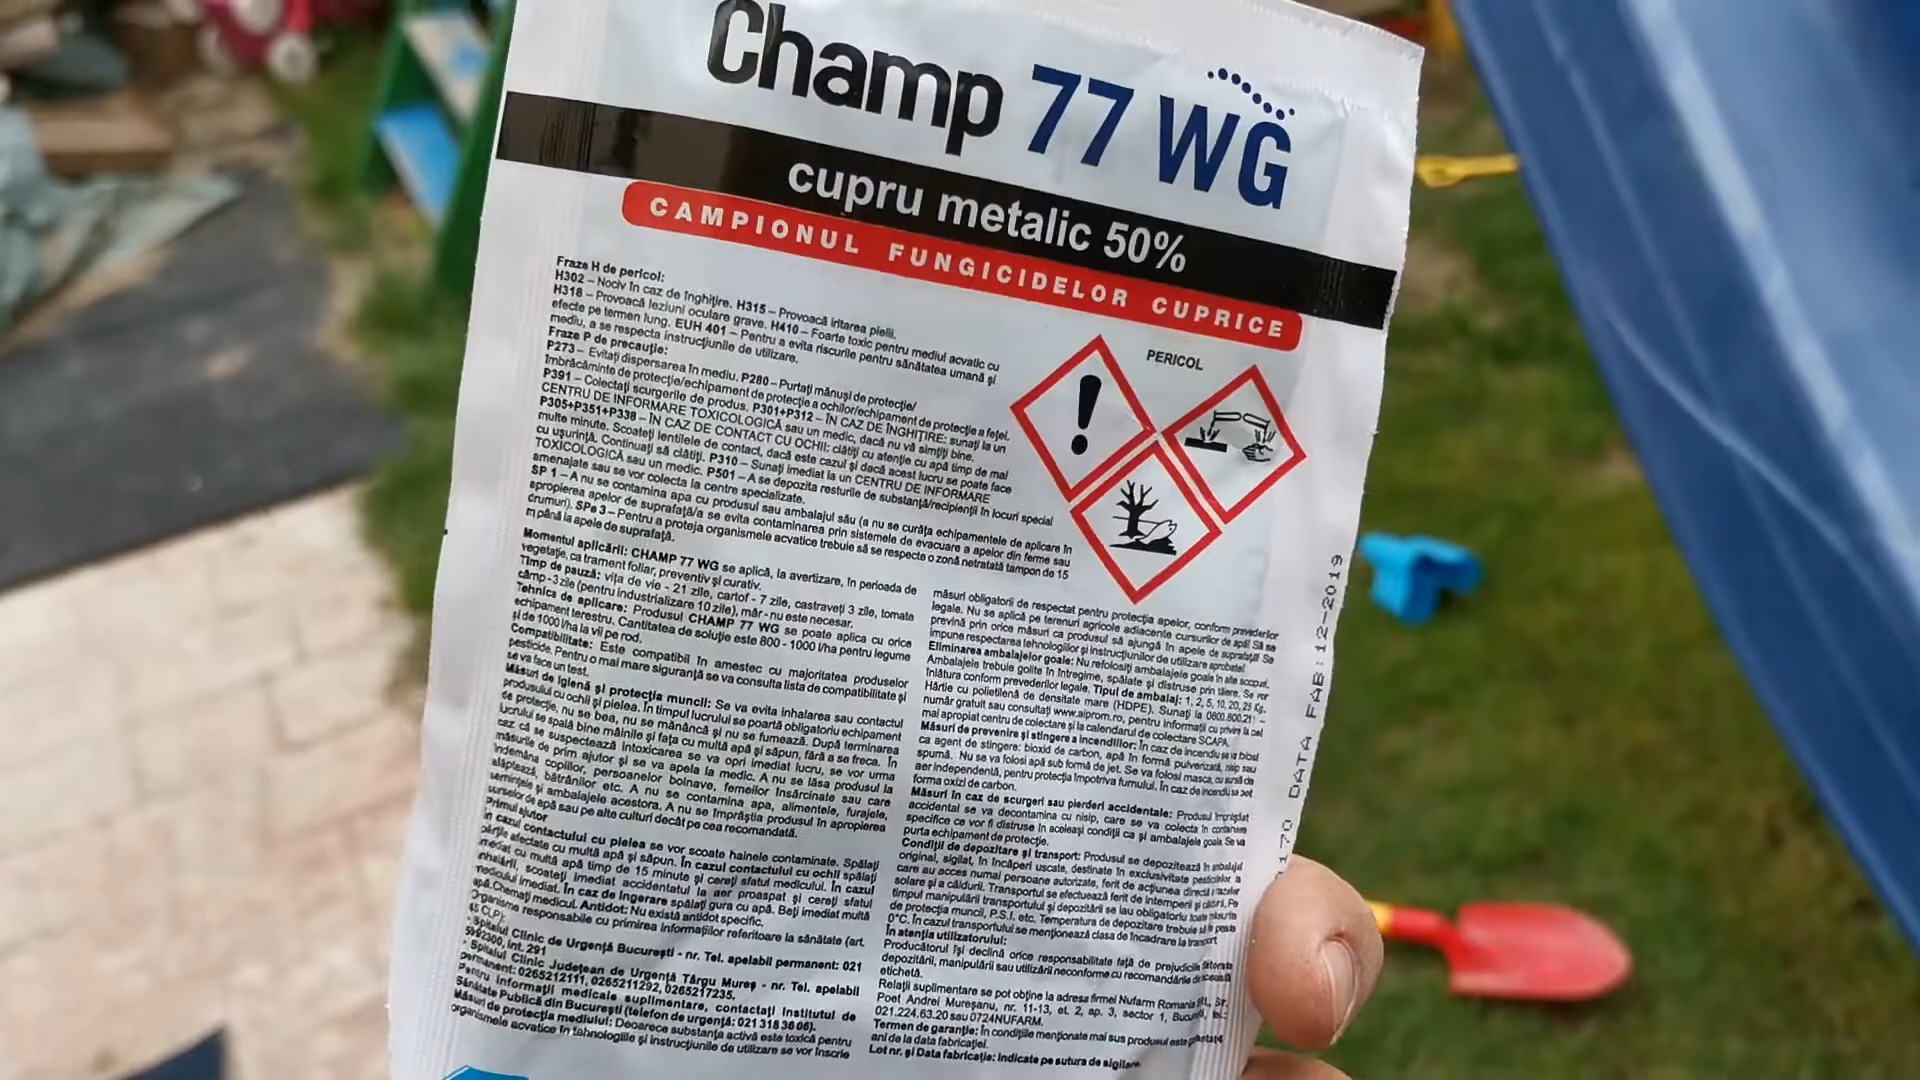 Champ 77 WG
cupru metalic 50%
CAMPIONUL FUNGICIDELOR CUPRICE
Fraze H de pericol:
H302 – Nociv în caz de înghițire. H315 – Provoacă iritarea pielii.
H318 – Provoacă leziuni oculare grave. H410 – Foarte toxic pentru mediul acvatic cu
efecte pe termen lung. EUH 401 – Pentru a evita riscurile pentru sănătatea umană și
mediu, a se respecta instrucțiunile de utilizare.
Fraze P de precauție:
P273 – Evitați dispersarea în mediu. P280 – Purtați mănuși de protecție/
îmbrăcăminte de protecție/echipament de protecție a ochilor/echipament de protecție a feței.
P391 – Colectați scurgerile de produs. P301+P312 – ÎN CAZ DE ÎNGHIȚIRE: sunați la un
CENTRU DE INFORMARE TOXICOLOGICĂ sau un medic, dacă nu vă simțiți bine.
P305+P351+P338 – ÎN CAZ DE CONTACT CU OCHII: clătiți cu atenție cu apă timp de mai
multe minute. Scoateți lentilele de contact, dacă este cazul și dacă acest lucru se poate face
cu ușurință. Continuați să clătiți. P310 – Sunați imediat la un CENTRU DE INFORMARE
TOXICOLOGICĂ sau un medic. P501 – A se depozita resturile de substanță/recipienții în locuri special
amenajate sau se vor colecta la centre specializate.
SP 1 – A nu se contamina apa cu produsul sau ambalajul său (a nu se curăța echipamentele de aplicare în
apropierea apelor de suprafață/a se evita contaminarea prin sistemele de evacuare a apelor din ferme sau
drumuri). SPe 3 – Pentru a proteja organismele acvatice trebuie să se respecte o zonă netratată tampon de 15
m până la apele de suprafață.
PERICOL
Momentul aplicării: CHAMP 77 WG se aplică, la avertizare, în perioada de
vegetație, ca trament foliar, preventiv și curativ.
Timp de pauză: vița de vie - 21 zile, cartof - 7 zile, castraveți 3 zile, tomate
câmp - 3 zile (pentru industrializare 10 zile), măr - nu este necesar.
Tehnica de aplicare: Produsul CHAMP 77 WG se poate aplica cu orice
echipament terestru. Cantitatea de soluție este 800 - 1000 l/ha pentru legume
și de 1000 l/ha la vii pe rod.
Compatibilitate: Este compatibil în amestec cu majoritatea produselor
pesticide. Pentru o mai mare siguranță se va consulta lista de compatibilitate și
se va face un test.
Măsuri de igienă și protecția muncii: Se va evita inhalarea sau contactul
produsului cu ochii și pielea. În timpul lucrului se poartă obligatoriu echipament
de protecție, nu se bea, nu se mănâncă și nu se fumează. După terminarea
lucrului se spală bine mâinile și fața cu multă apă și săpun, fără a se freca. În
caz că se suspectează intoxicarea se va opri imediat lucru, se vor urma
măsurile de prim ajutor și se va apela la medic. A nu se lăsa produsul la
îndemâna copiilor, persoanelor bolnave, femeilor însărcinate sau care
alăptează, bătrânilor etc. A nu se contamina apa, alimentele, furajele,
semințele și ambalajele acestora. A nu se împrăștia produsul în apropierea
surselor de apă sau pe alte culturi decât pe cea recomandată.
Primul ajutor
În cazul contactului cu pielea se vor scoate hainele contaminate. Spălați
părțile afectate cu multă apă și săpun. În cazul contactului cu ochii spălați
imediat cu multă apă timp de 15 minute și cereți sfatul medicului. În cazul
inhalării, scoateți imediat accidentatul la aer proaspat și cereți sfatul
medicului imediat. În caz de ingerare spălați gura cu apă. Beți imediat multă
apă. Chemați medicul. Antidot: Nu există antidot specific.
Organisme responsabile cu primirea informațiilor referitoare la sănătate (art.
45 CLP):
- Spitalul Clinic de Urgență București - nr. Tel. apelabil permanent: 021
5992300, int. 291
- Spitalul Clinic Județean de Urgență Târgu Mureș - nr. Tel. apelabil
permanent: 0265212111, 0265211292, 0265217235.
Pentru informații medicale suplimentare, contactați Institutul de
Sănătate Publică din București (telefon de urgență: 021 318 36 06).
Măsuri de protecția mediului: Deoarece substanța activă este toxică pentru
organismele acvatice în tehnologiile și instrucțiunile de utilizare se vor înscrie
măsuri obligatorii de respectat pentru protecția apelor, conform prevederilor
legale. Nu se aplică pe terenuri agricole adiacente cursurilor de apă! Să se
prevină prin orice măsuri ca produsul să ajungă în apele de suprafață! Se
impune respectarea tehnologiilor și instrucțiunilor de utilizare aprobate!
Eliminarea ambalajelor goale: Nu refolosiți ambalajele goale în alte scopuri.
Ambalajele trebuie golite în întregime, spălate și distruse prin tăiere. Se vor
înlătura conform prevederilor legale. Tipul de ambalaj: 1, 2, 5, 10, 20, 25 Kg.
Hârtie cu polietilenă de densitate mare (HDPE). Sunați la 0800.800.21 –
număr gratuit sau consultați www.aiprom.ro, pentru informații cu privire la cel
mai apropiat centru de colectare și la calendarul de colectare SCAPA.
Măsuri de prevenire și stingere a incendiilor: În caz de incendiu se va folosi
ca agent de stingere: bioxid de carbon, apă în formă pulverizată, nisip sau
spumă. Nu se va folosi apă sub formă de jet. Se va folosi masca, cu sursă de
aer independentă, pentru protecția împotriva fumului. În caz de incendiu se pot
forma oxizi de carbon.
Măsuri în caz de scurgeri sau pierderi accidentale: Produsul împrăștiat
accidental se va decontamina cu nisip, care se va colecta în containere
specifice ce vor fi distruse în aceleași condiții ca și ambalajele goale. Se va
purta echipament de protecție.
Condiții de depozitare și transport: Produsul se depozitează în ambalajul
original, sigilat, în încăperi uscate, destinate în exclusivitate pesticidelor la
care au acces numai persoane autorizate, ferit de acțiunea directă a razelor
solare și a căldurii. Transportul se efectuează ferit de intemperii și căldură. Pe
timpul manipulării transportului și depozitării se iau obligatoriu toate măsurile
de protecția muncii, P.S.I. etc. Temperatura de depozitare trebuie să fie peste
0°C. În cazul transportului se menționează clasa de încadrare la transport
În atenția utilizatorului:
Producătorul își declină orice responsabilitate față de prejudiciile datorate
depozitării, manipulării sau utilizării neconforme cu recomandările din această
etichetă.
Relații suplimentare se pot obține la adresa firmei Nufarm Romania SRL, Str.
Poet Andrei Mureșanu, nr. 11-13, et. 2, ap. 3, sector 1, București, tel.:
021.224.63.20 sau 0724NUFARM.
Termen de garanție: În condițiile menționate mai sus produsul este
ani de la data fabricației.
Lot nr. și Data fabricație: Indicate pe sutura de sigilare.
170 DATA FAB:12-2019